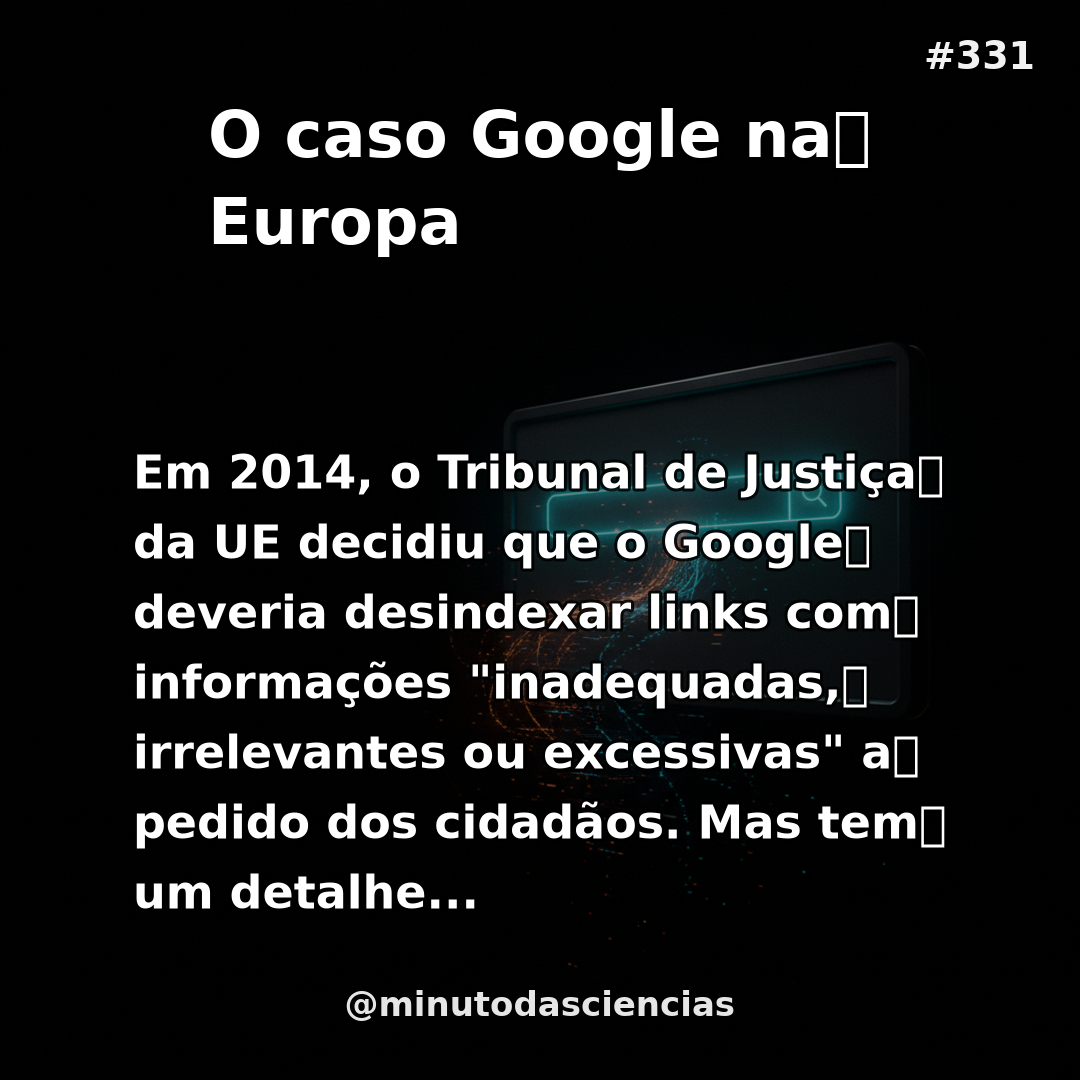 #331
O caso Google na▯
Europa
Em 2014, o Tribunal de Justiça▯
da UE decidiu que o Google▯
deveria desindexar links com▯
informações "inadequadas,▯
irrelevantes ou excessivas" a▯
pedido dos cidadãos. Mas tem▯
um detalhe...
@minutodasciencias